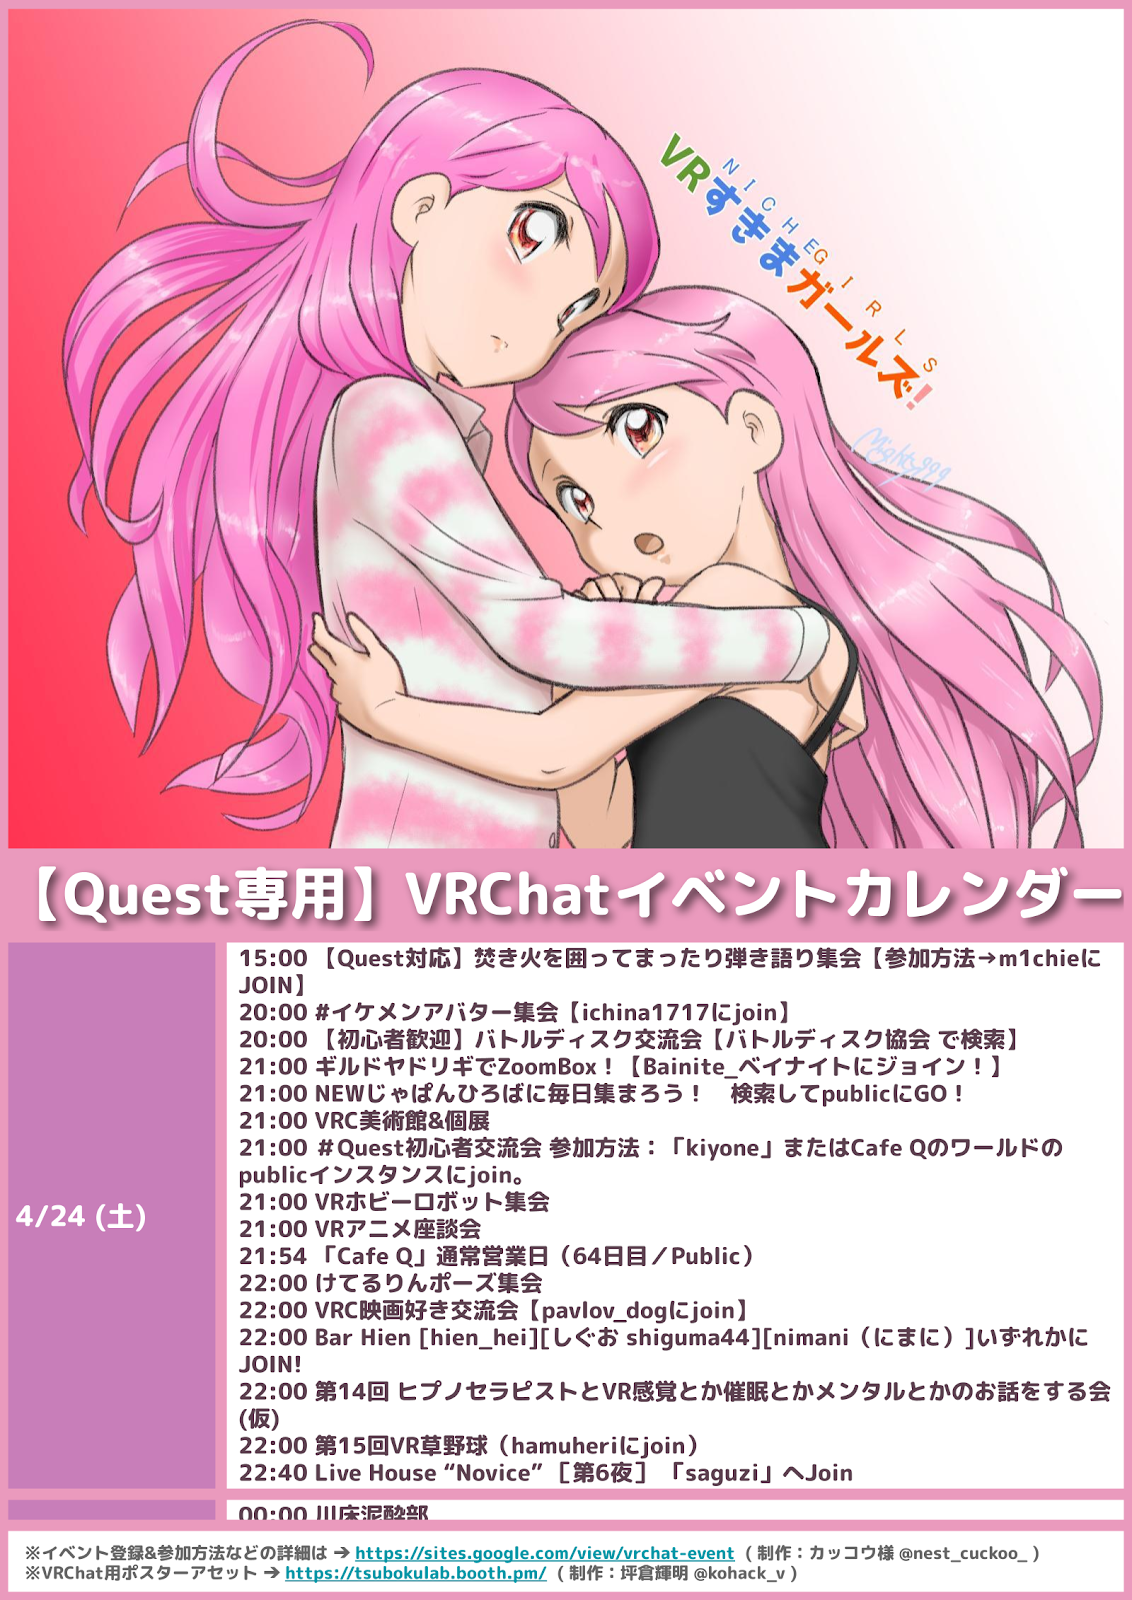 NICHE GIRLS
VRすきまガールズ!
Mighty999
【Quest専用】VRChatイベントカレンダー
4/24 (土)
15:00 【Quest対応】焚き火を囲ってまったり弾き語り集会【参加方法→m1chieに
JOIN】
20:00 #イケメンアバター集会【ichina1717にjoin】
20:00 【初心者歓迎】バトルディスク交流会【バトルディスク協会 で検索】
21:00 ギルドヤドリギでZoomBox！【Bainite_ベイナイトにジョイン！】
21:00 NEWじゃぱんひろばに毎日集まろう！　検索してpublicにGO！
21:00 VRC美術館&個展
21:00 ＃Quest初心者交流会 参加方法：「kiyone」またはCafe Qのワールドの
publicインスタンスにjoin。
21:00 VRホビーロボット集会
21:00 VRアニメ座談会
21:54 「Cafe Q」通常営業日（64日目／Public）
22:00 けてるりんポーズ集会
22:00 VRC映画好き交流会【pavlov_dogにjoin】
22:00 Bar Hien [hien_hei][しぐお shiguma44][nimani（にまに）]いずれかに
JOIN!
22:00 第14回 ヒプノセラピストとVR感覚とか催眠とかメンタルとかのお話をする会
(仮)
22:00 第15回VR草野球（hamuheriにjoin）
22:40 Live House “Novice” ［第6夜］ 「saguzi」へJoin
00:00 川床泥酔部
※イベント登録&参加方法などの詳細は ➔ https://sites.google.com/view/vrchat-event （ 制作：カッコウ様 @nest_cuckoo_ ）
※VRChat用ポスターアセット ➔ https://tsubokulab.booth.pm/ （ 制作：坪倉輝明 @kohack_v ）